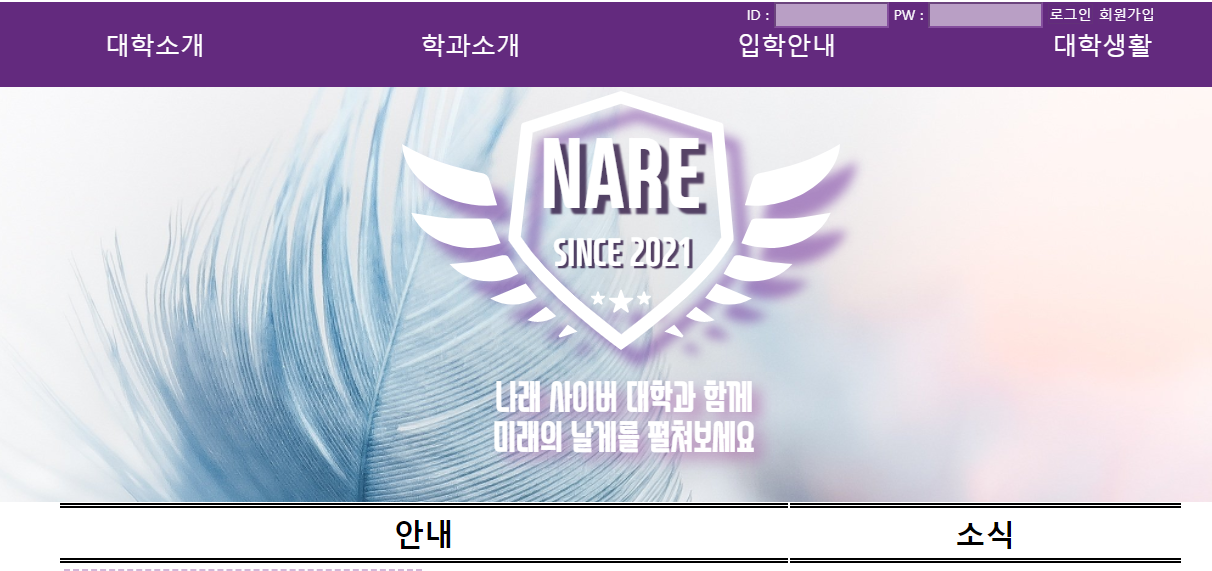 ID : PW : 로그인 회원가입
대학소개 학과소개 입학안내 대학생활
NARE
SINCE 2021
나래 사이버 대학과 함께
미래의 날개를 펼쳐보세요
안내 소식